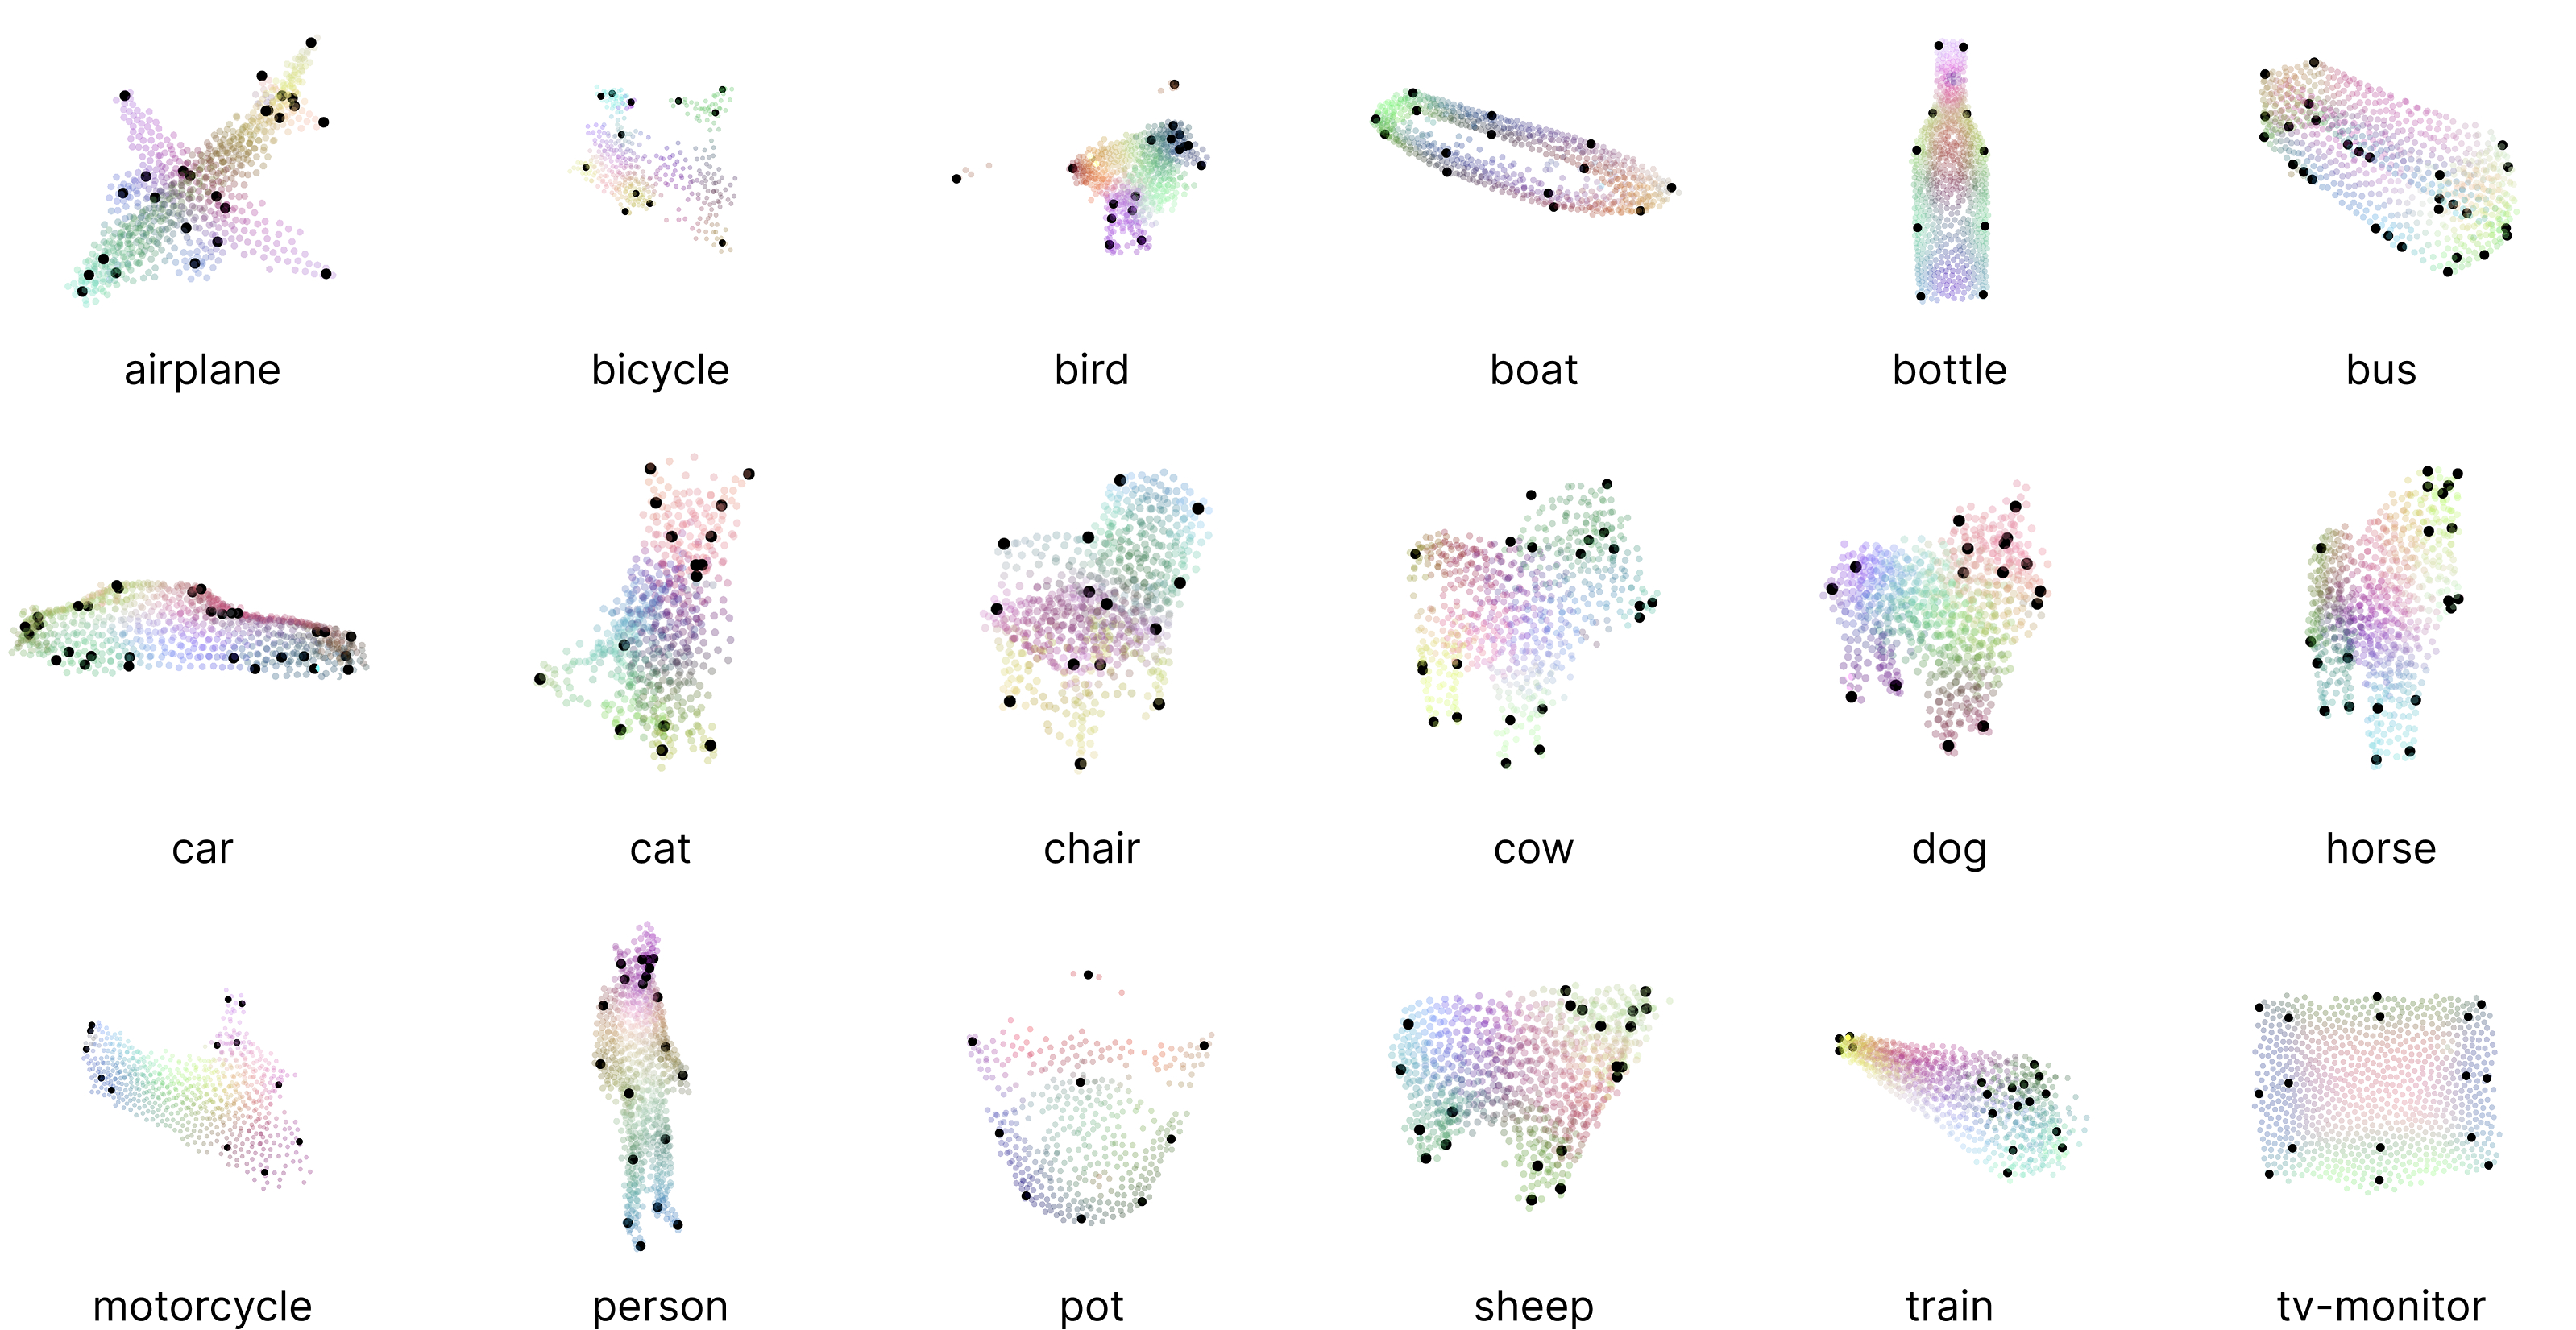 airplane
bicycle
bird
boat
bottle
bus
car
cat
chair
cow
dog
horse
motorcycle
person
pot
sheep
train
tv-monitor